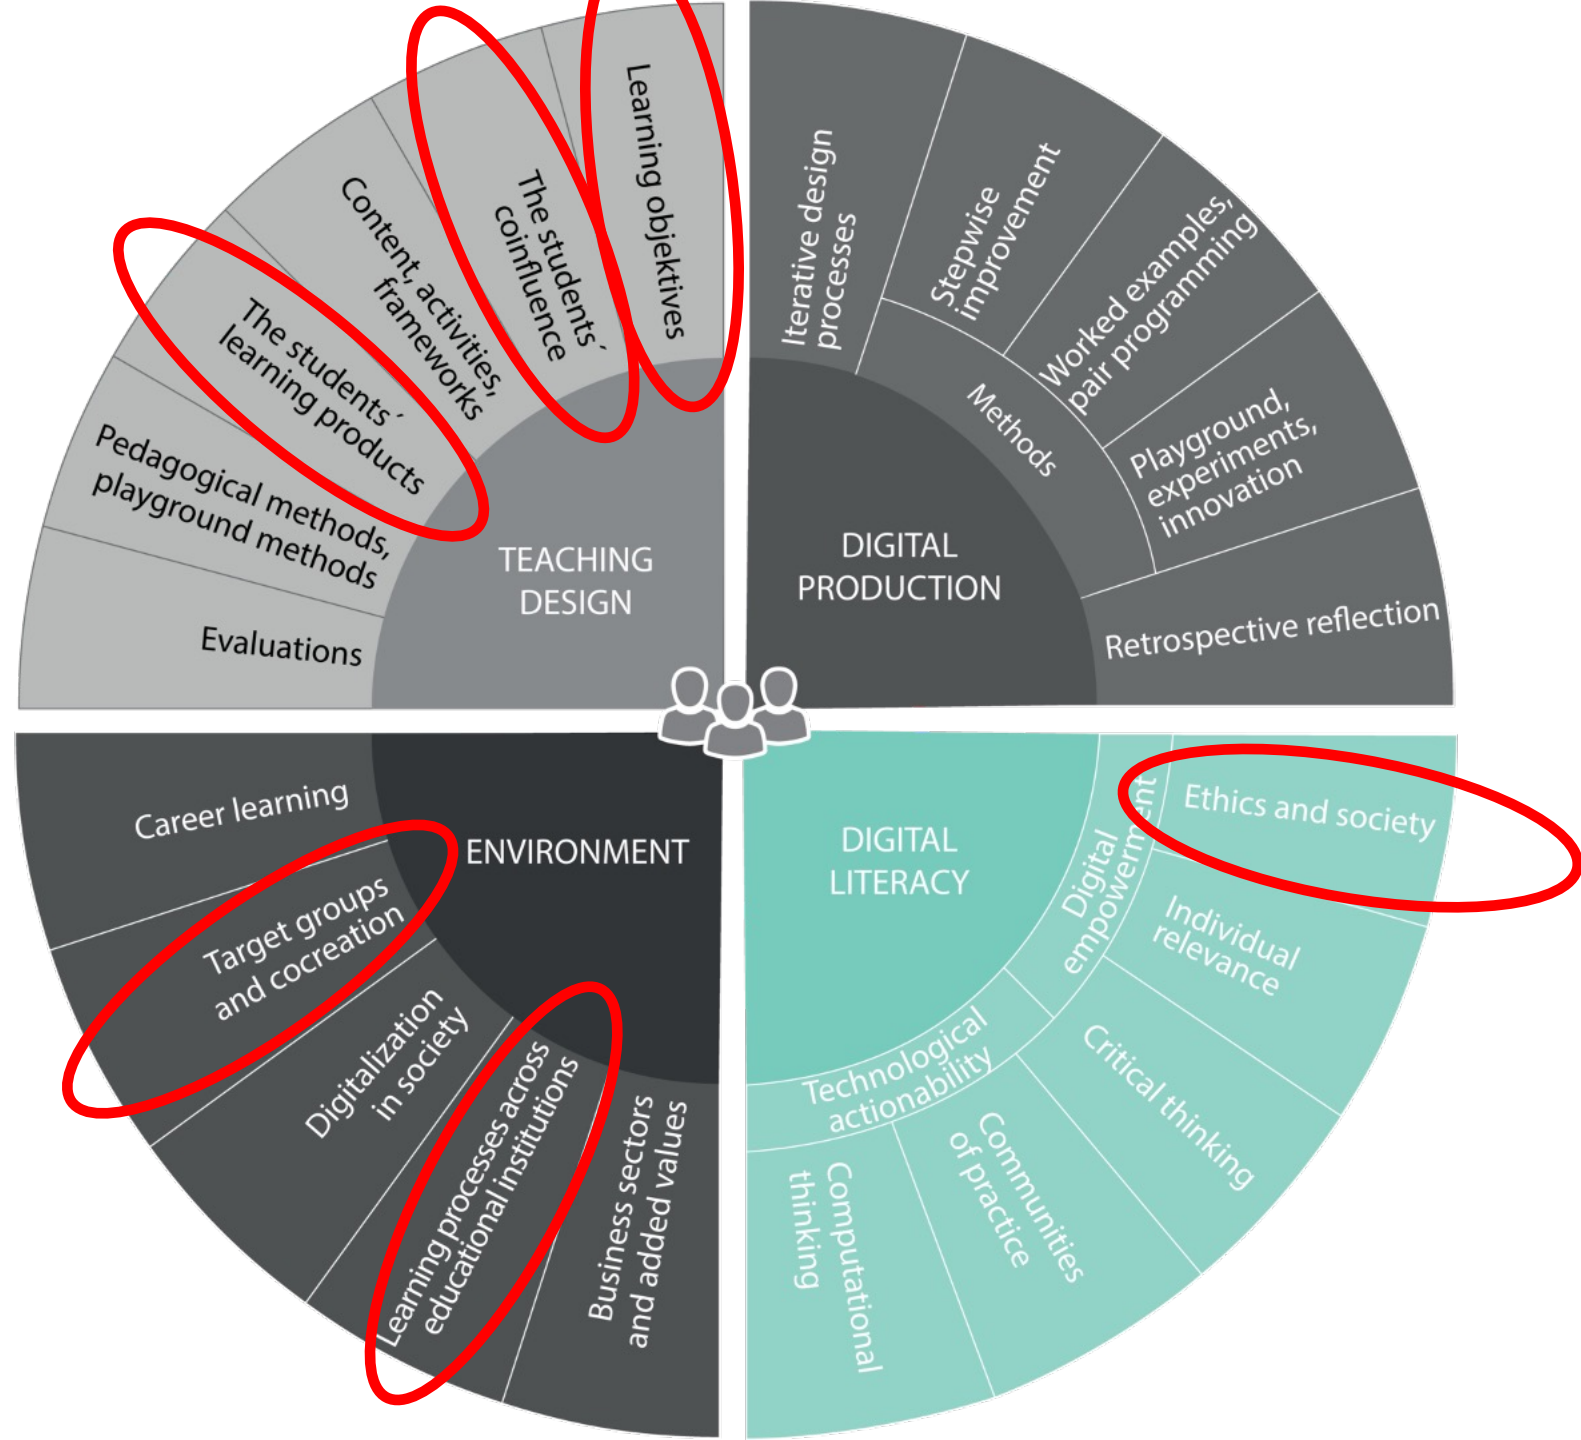 Learning objektives
The students´
coinfluence
Content, activities,
frameworks
The students´
learning products
Pedagogical methods,
playground methods
Evaluations
TEACHING
DESIGN
Iterative design
processes
Stepwise
improvement
Worked examples,
pair programming
Playground,
experiments,
innovation
Methods
Retrospective reflection
DIGITAL
PRODUCTION
Career learning
Target groups
and cocreation
Digitalization
in society
Learning processes across
educational institutions
Business sectors
and added values
ENVIRONMENT
DIGITAL
LITERACY
Digital
empowerment
Ethics and society
Individual
relevance
Critical thinking
Technological
actionability
Communities
of practice
Computational
thinking